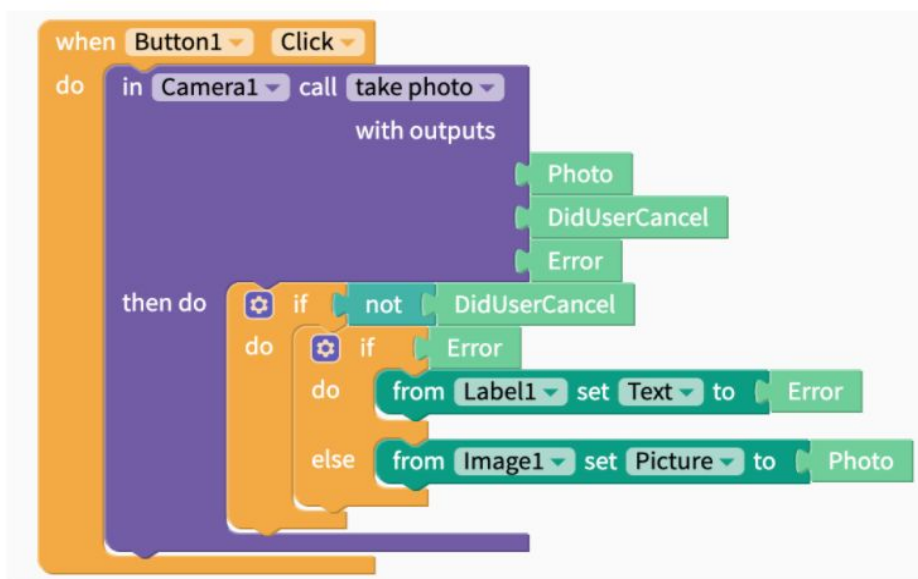 when Button1 Click
do in Camera1 call take photo
with outputs
Photo
DidUserCancel
Error
then do if not DidUserCancel
do if Error
do from Label1 set Text to Error
else from Image1 set Picture to Photo